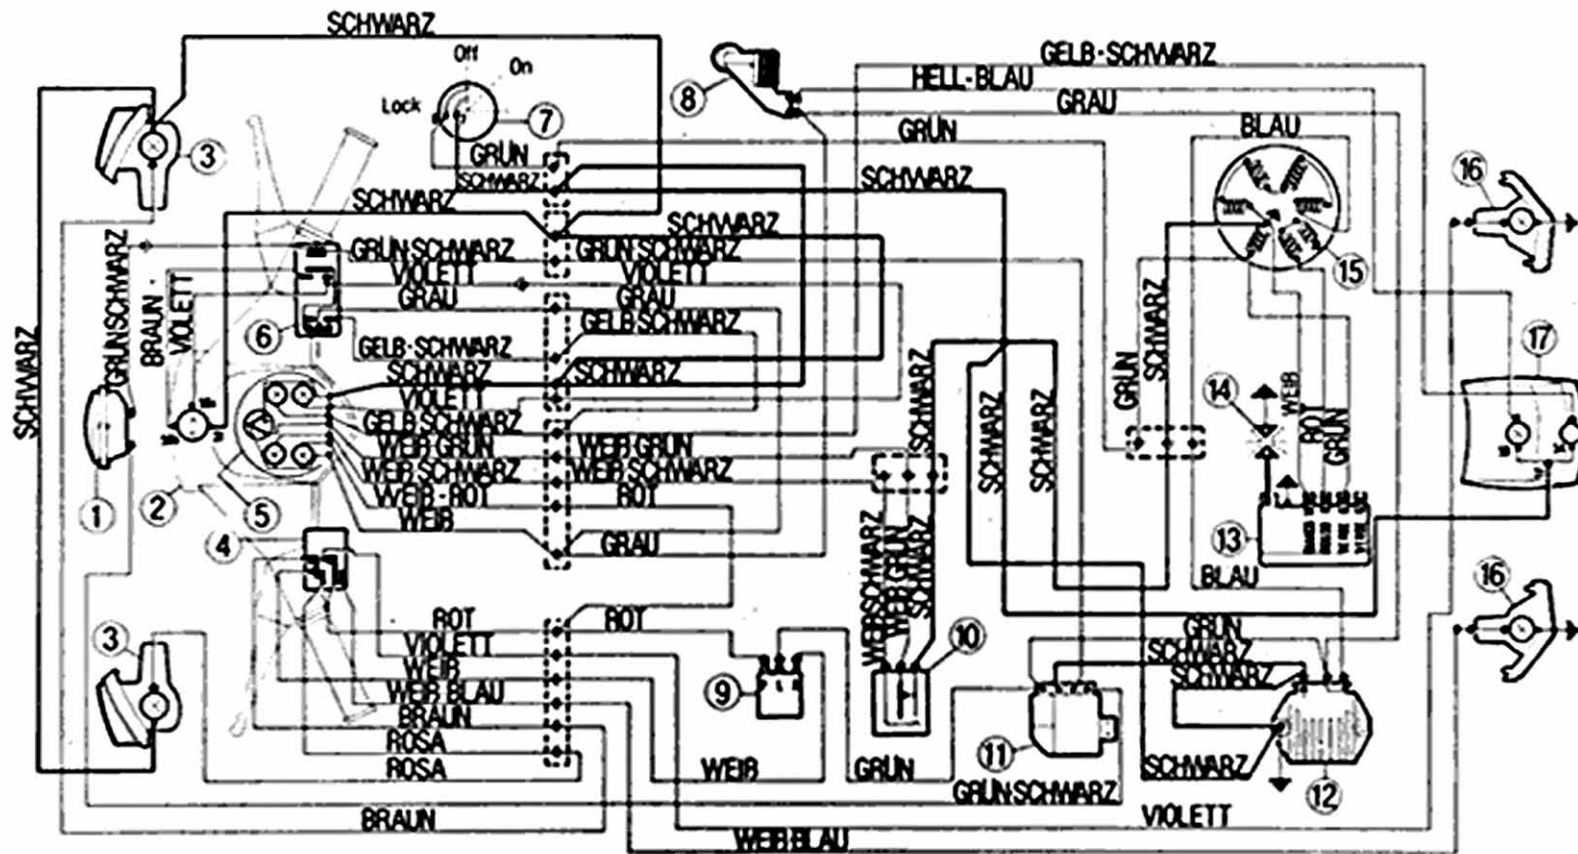 SCHWARZ
Off
On
Lock
GRÜN
SCHWARZ
GELB-SCHWARZ
HELL-BLAU
GRAU
GRÜN
BLAU
SCHWARZ
3
7
8
16
15
SCHWARZ
SCHWARZ
GRÜN-SCHWARZ
GRÜN-SCHWARZ
VIOLETT
VIOLETT
GRAU
GRAU
GELB-SCHWARZ
GELB-SCHWARZ
SCHWARZ
SCHWARZ
VIOLETT
GELB-SCHWARZ
WEIß-GRÜN
WEIß-GRÜN
WEIß-SCHWARZ
WEIß-SCHWARZ
WEIß-ROT
ROT
WEIß
GRAU
SCHWARZ
GRÜN-SCHWARZ
BRAUN-
VIOLETT
6
1
2
5
4
SCHWARZ
SCHWARZ
SCHWARZ
GRÜN
SCHWARZ
WEIß
ROT
GRÜN
14
17
13
WEIß-SCHWARZ
WEIß-GRÜN
SCHWARZ
BLAU
16
3
ROT
ROT
VIOLETT
WEIß
WEIß-BLAU
BRAUN
ROSA
ROSA
9
10
GRÜN
SCHWARZ
SCHWARZ
11
SCHWARZ
12
WEIß
GRÜN
GRÜN-SCHWARZ
BRAUN
VIOLETT
WEIß-BLAU